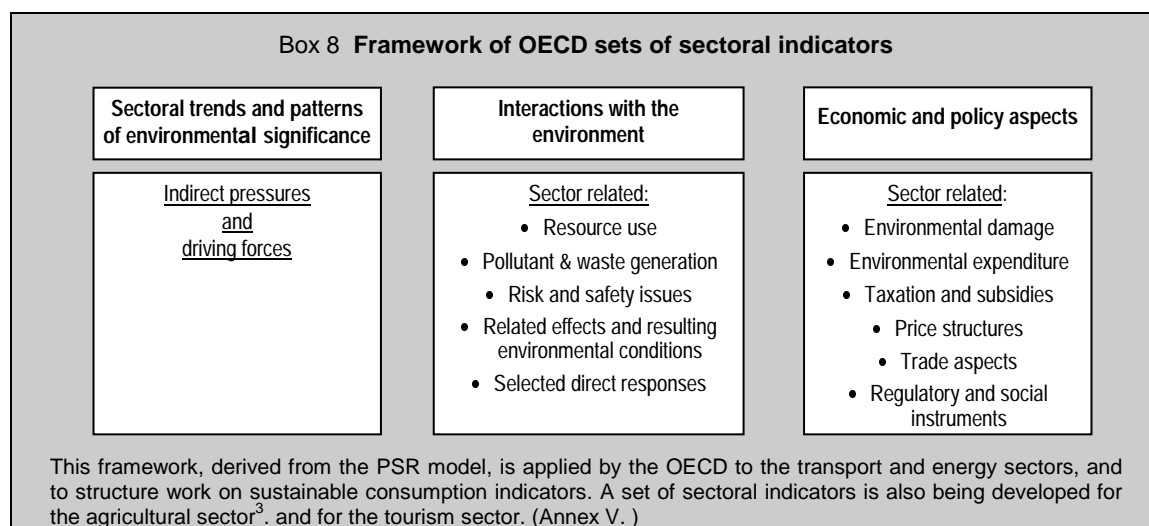 Box 8 Framework of OECD sets of sectoral indicators
Sectoral trends and patterns
of environmental significance
Indirect pressures
and
driving forces
Interactions with the
environment
Sector related:
• Resource use
• Pollutant & waste generation
• Risk and safety issues
• Related effects and resulting
environmental conditions
• Selected direct responses
Economic and policy aspects
Sector related:
• Environmental damage
• Environmental expenditure
• Taxation and subsidies
• Price structures
• Trade aspects
• Regulatory and social
instruments
This framework, derived from the PSR model, is applied by the OECD to the transport and energy sectors, and
to structure work on sustainable consumption indicators. A set of sectoral indicators is also being developed for
the agricultural sector³. and for the tourism sector. (Annex V. )